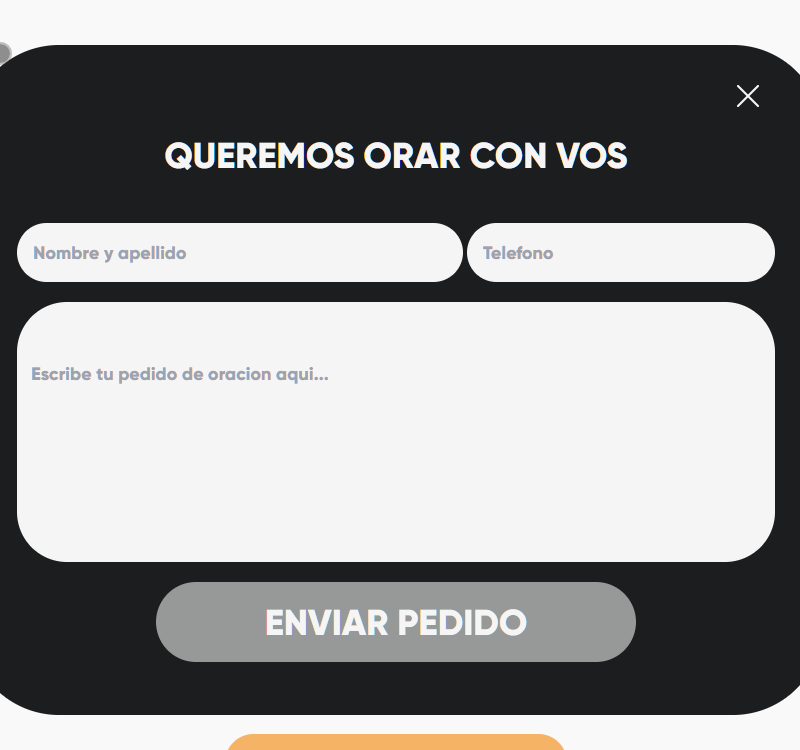 QUEREMOS ORAR CON VOS
Nombre y apellido
Telefono
Escribe tu pedido de oracion aqui...
ENVIAR PEDIDO